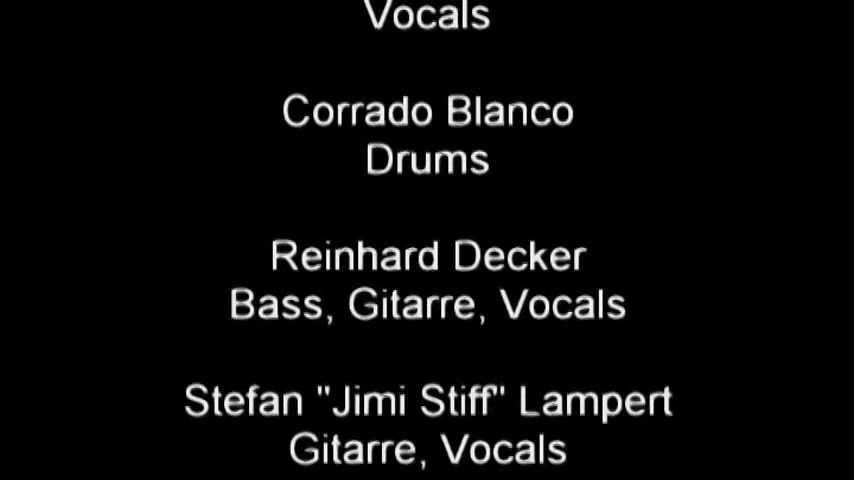 Vocals
Corrado Blanco
Drums
Reinhard Decker
Bass, Gitarre, Vocals
Stefan "Jimi Stiff" Lampert
Gitarre, Vocals